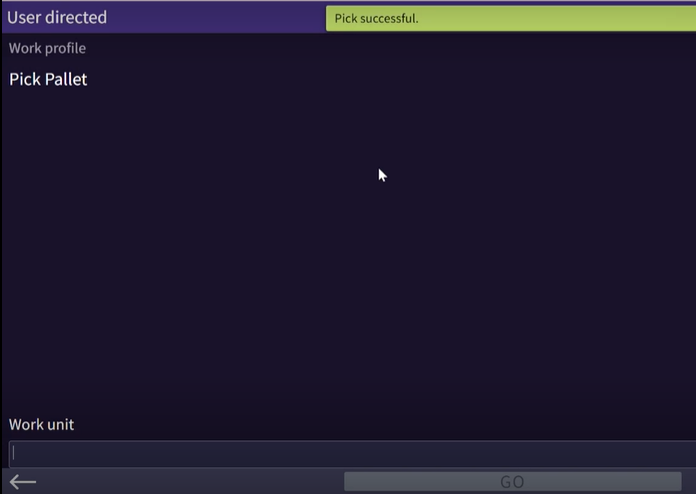 User directed
Pick successful.
Work profile
Pick Pallet
Work unit
GO